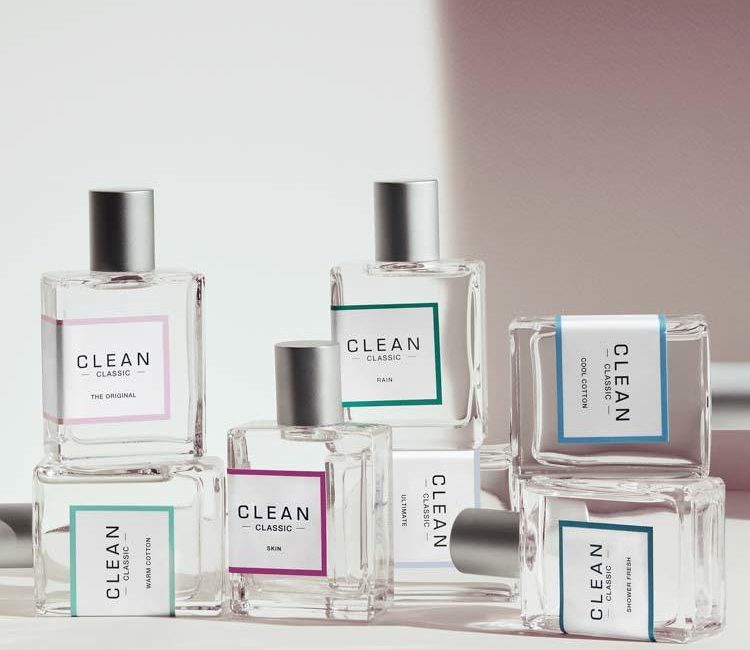 CLEAN
— CLASSIC —
THE ORIGINAL
CLEAN
— CLASSIC —
RAIN
CLEAN
— CLASSIC —
COOL COTTON
CLEAN
— CLASSIC —
WARM COTTON
CLEAN
— CLASSIC —
SKIN
CLEAN
— CLASSIC —
ULTIMATE
CLEAN
— CLASSIC —
SHOWER FRESH